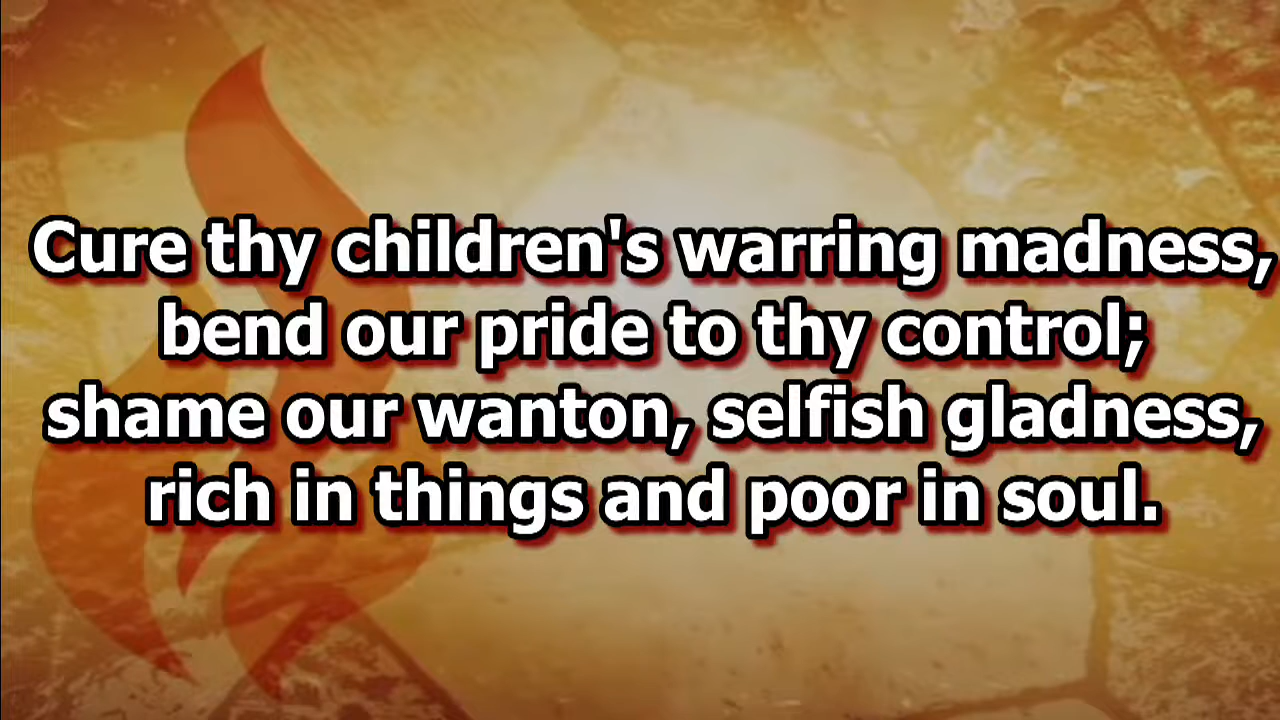 Cure thy children's warring madness,
bend our pride to thy control;
shame our wanton, selfish gladness,
rich in things and poor in soul.